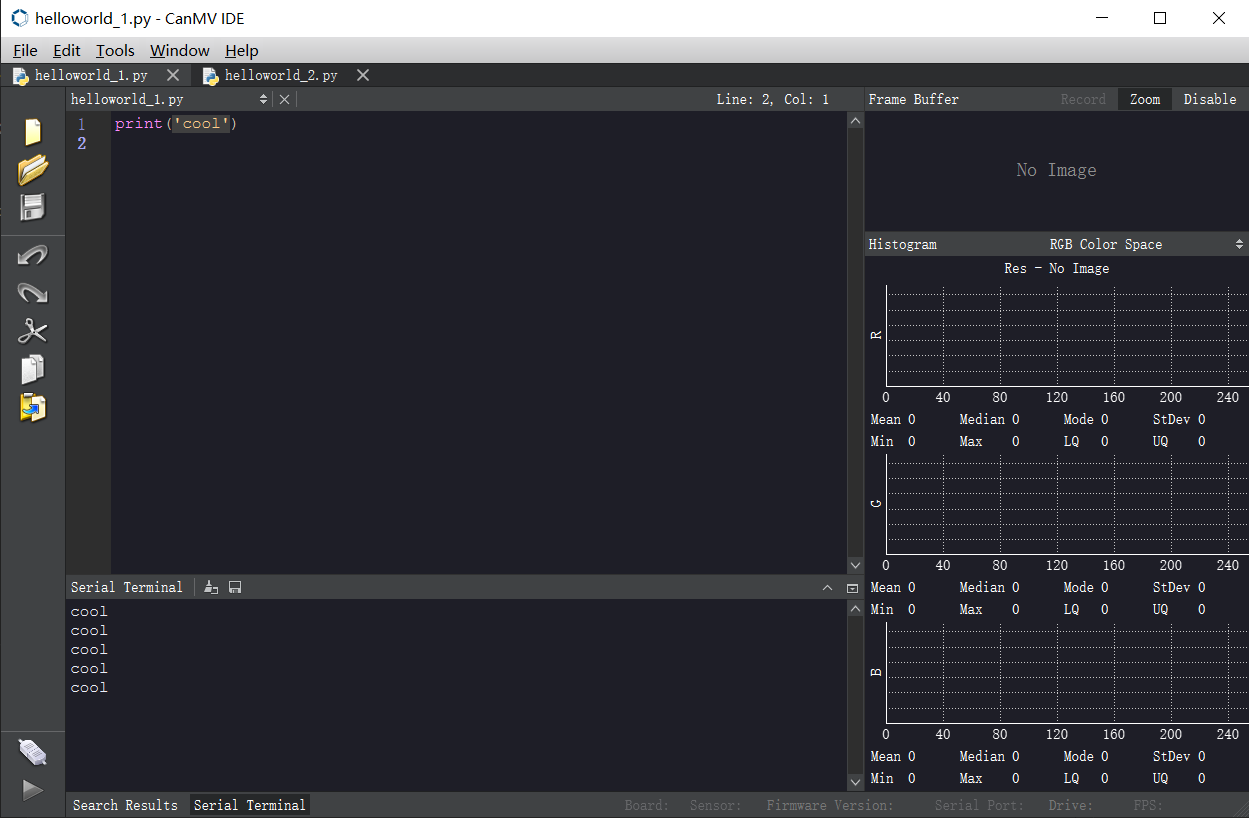 helloworld_1.py - CanMV IDE
File Edit Tools Window Help
helloworld_1.py helloworld_2.py
helloworld_1.py Line: 2, Col: 1 Frame Buffer Record Zoom Disable
1 print('cool')
2
No Image
Histogram RGB Color Space
Res - No Image
R
0 40 80 120 160 200 240
Mean 0 Median 0 Mode 0 StDev 0
Min 0 Max 0 LQ 0 UQ 0
G
0 40 80 120 160 200 240
Mean 0 Median 0 Mode 0 StDev 0
Min 0 Max 0 LQ 0 UQ 0
B
0 40 80 120 160 200 240
Mean 0 Median 0 Mode 0 StDev 0
Min 0 Max 0 LQ 0 UQ 0
Serial Terminal
cool
cool
cool
cool
cool
Search Results Serial Terminal Board: Sensor: Firmware Version: Serial Port: Drive: FPS: